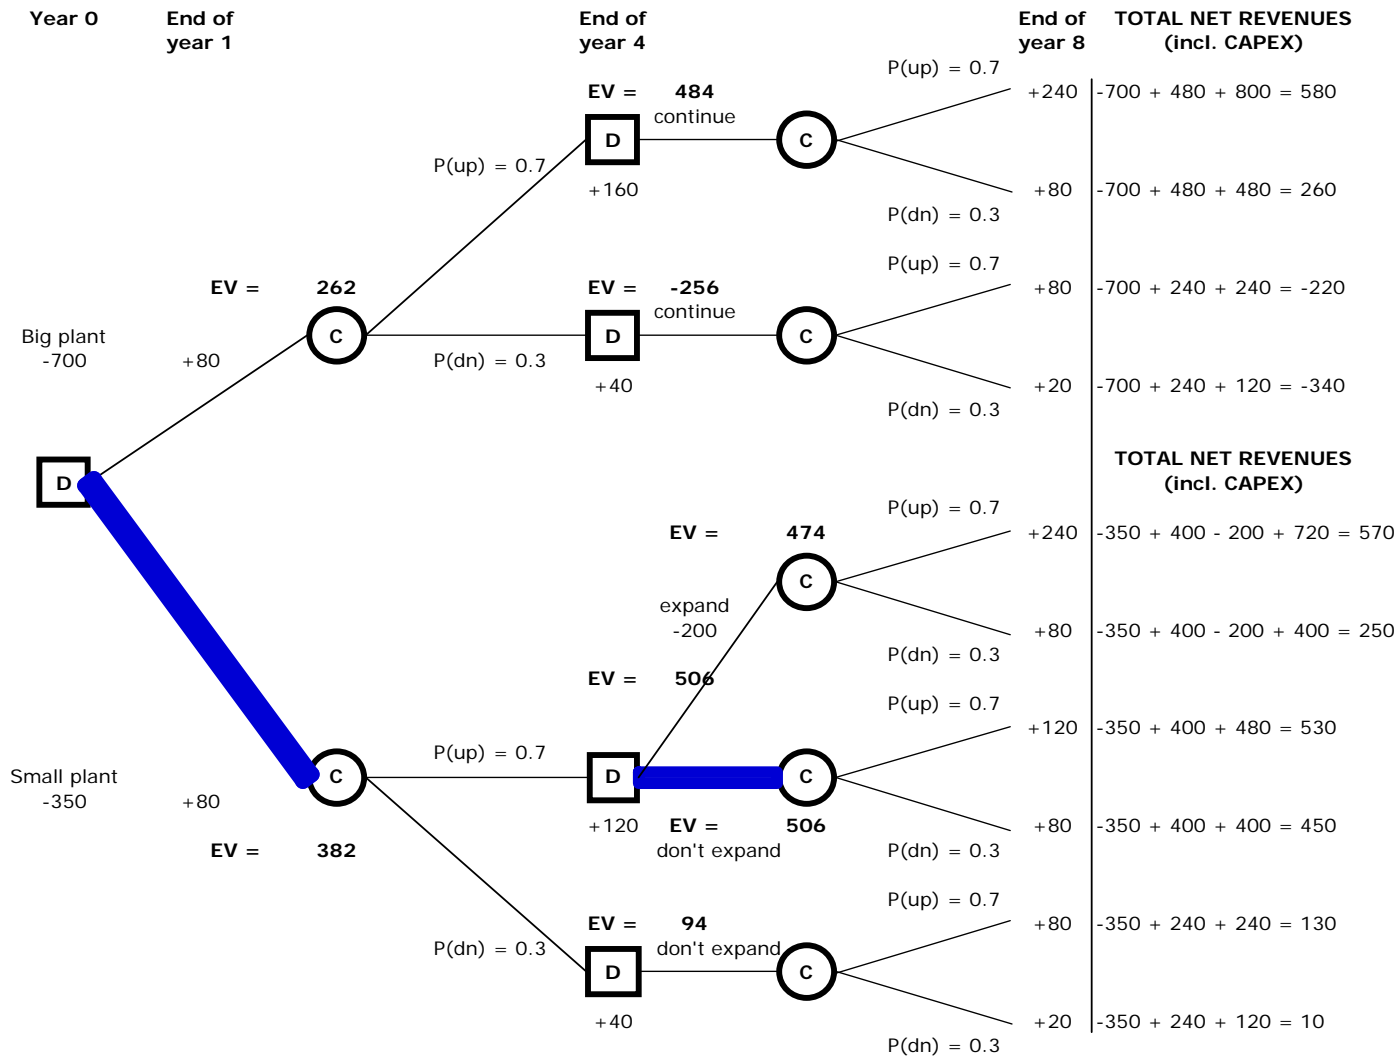 Year 0
End of
year 1
End of
year 4
End of
year 8
TOTAL NET REVENUES
(incl. CAPEX)
P(up) = 0.7
EV = 484
continue
+240
-700 + 480 + 800 = 580
D
C
P(up) = 0.7
+160
+80
-700 + 480 + 480 = 260
P(dn) = 0.3
P(up) = 0.7
EV = 262
EV = -256
continue
+80
-700 + 240 + 240 = -220
Big plant
-700
+80
C
D
C
P(dn) = 0.3
+40
+20
-700 + 240 + 120 = -340
P(dn) = 0.3
TOTAL NET REVENUES
(incl. CAPEX)
D
P(up) = 0.7
EV = 474
+240
-350 + 400 - 200 + 720 = 570
C
expand
-200
+80
-350 + 400 - 200 + 400 = 250
P(dn) = 0.3
EV = 506
P(up) = 0.7
+120
-350 + 400 + 480 = 530
P(up) = 0.7
Small plant
-350
+80
C
D
C
+120
EV = 506
don't expand
+80
-350 + 400 + 400 = 450
EV = 382
P(dn) = 0.3
P(up) = 0.7
EV = 94
don't expand
+80
-350 + 240 + 240 = 130
P(dn) = 0.3
D
C
+40
+20
-350 + 240 + 120 = 10
P(dn) = 0.3